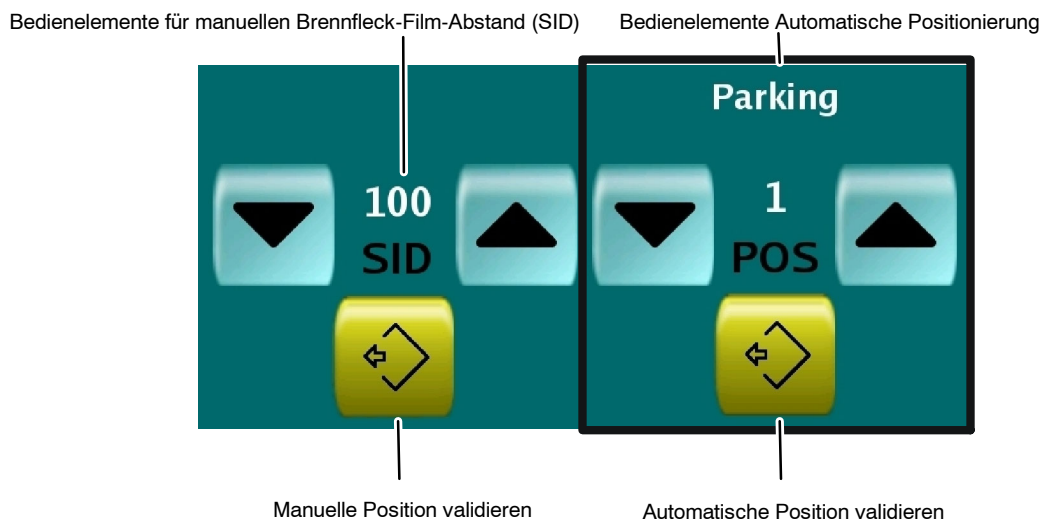 Bedienelemente für manuellen Brennfleck-Film-Abstand (SID)
Bedienelemente Automatische Positionierung
Parking
100
SID
1
POS
Manuelle Position validieren
Automatische Position validieren